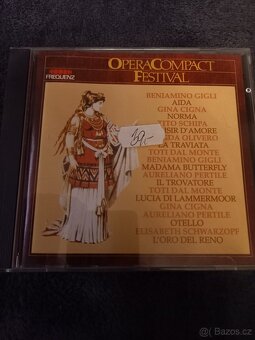 OPERACOMPACT
FESTIVAL
FREQUENZ
BENIAMINO GIGLI
AIDA
GINA CIGNA
NORMA
TITO SCHIPA
ELISIR D'AMORE
MAGDA OLIVERO
LA TRAVIATA
TOTI DAL MONTE
BENIAMINO GIGLI
MADAMA BUTTERFLY
AURELIANO PERTILE
IL TROVATORE
TOTI DAL MONTE
LUCIA DI LAMMERMOOR
GINA CIGNA
AURELIANO PERTILE
OTELLO
ELISABETH SCHWARZKOPF
L'ORO DEL RENO
bazos.cz